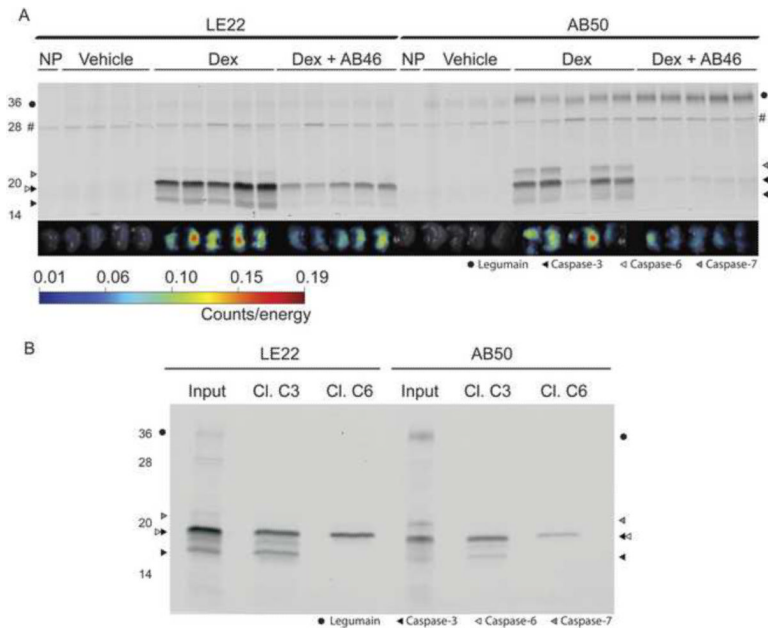 A
LE22 AB50
NP Vehicle Dex Dex + AB46 NP Vehicle Dex Dex + AB46
36
28 # #
20
14
Legumain Caspase-3 Caspase-6 Caspase-7
0.01 0.06 0.10 0.15 0.19
Counts/energy
B
LE22 AB50
Input Cl. C3 Cl. C6 Input Cl. C3 Cl. C6
36
28
20
14
Legumain Caspase-3 Caspase-6 Caspase-7